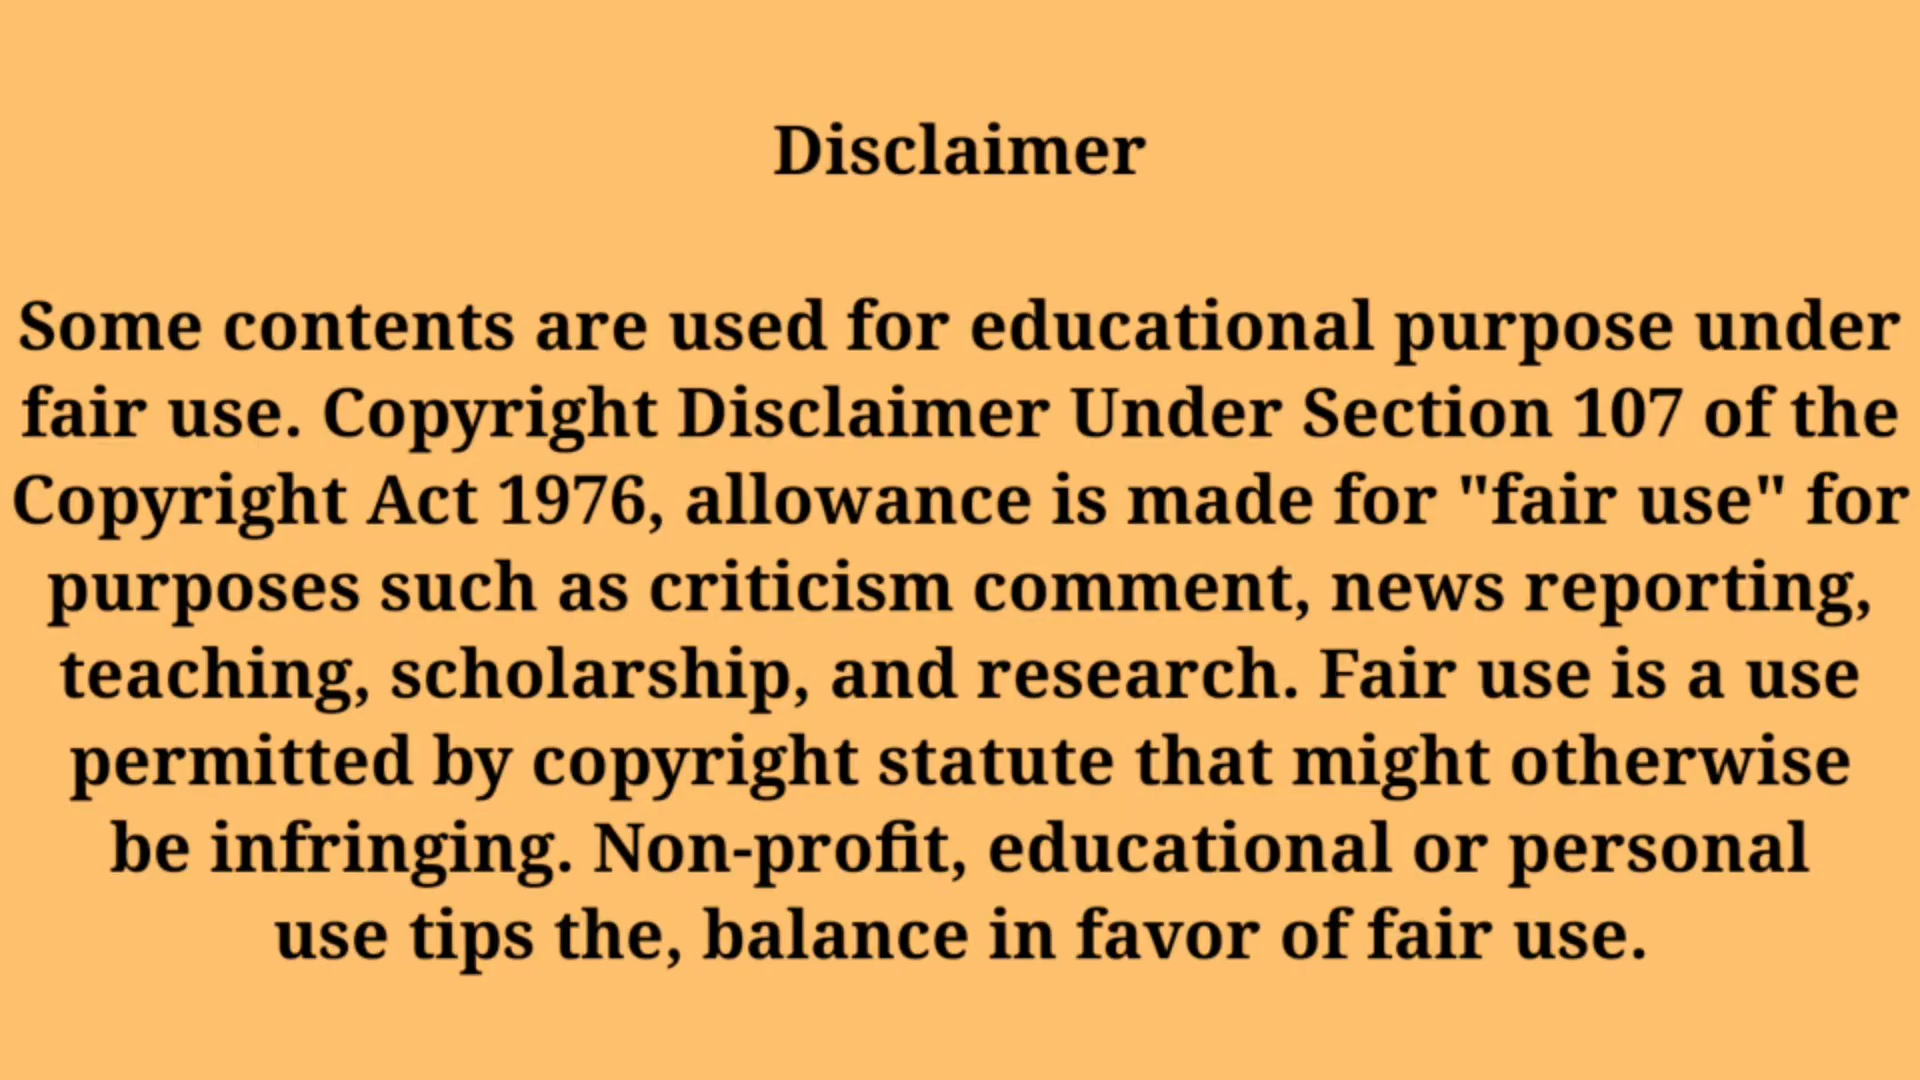 Disclaimer
Some contents are used for educational purpose under
fair use. Copyright Disclaimer Under Section 107 of the
Copyright Act 1976, allowance is made for "fair use" for
purposes such as criticism comment, news reporting,
teaching, scholarship, and research. Fair use is a use
permitted by copyright statute that might otherwise
be infringing. Non-profit, educational or personal
use tips the, balance in favor of fair use.